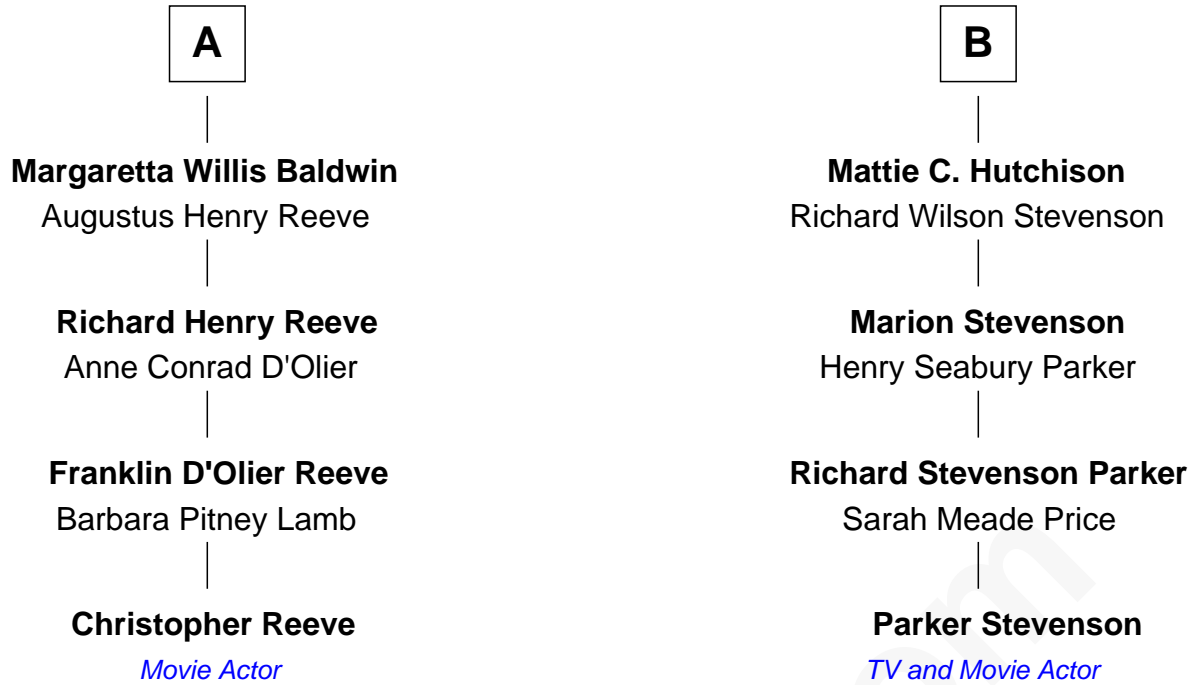 A
Margaretta Willis Baldwin
Augustus Henry Reeve
Richard Henry Reeve
Anne Conrad D'Olier
Franklin D'Olier Reeve
Barbara Pitney Lamb
Christopher Reeve
Movie Actor
B
Mattie C. Hutchison
Richard Wilson Stevenson
Marion Stevenson
Henry Seabury Parker
Richard Stevenson Parker
Sarah Meade Price
Parker Stevenson
TV and Movie Actor